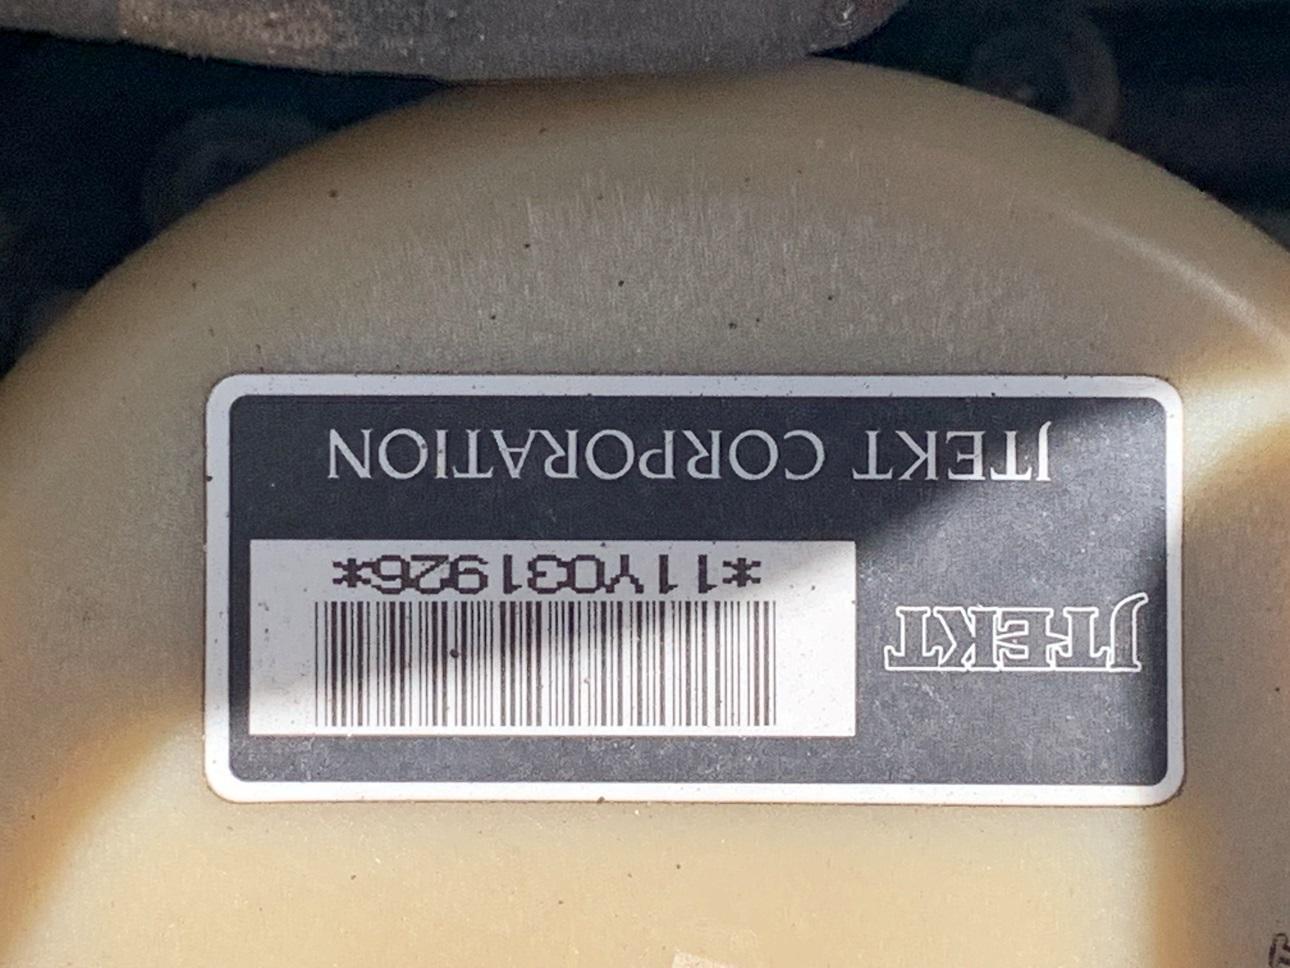 JTEKT CORPORATION
JTEKT
*11Y031926*